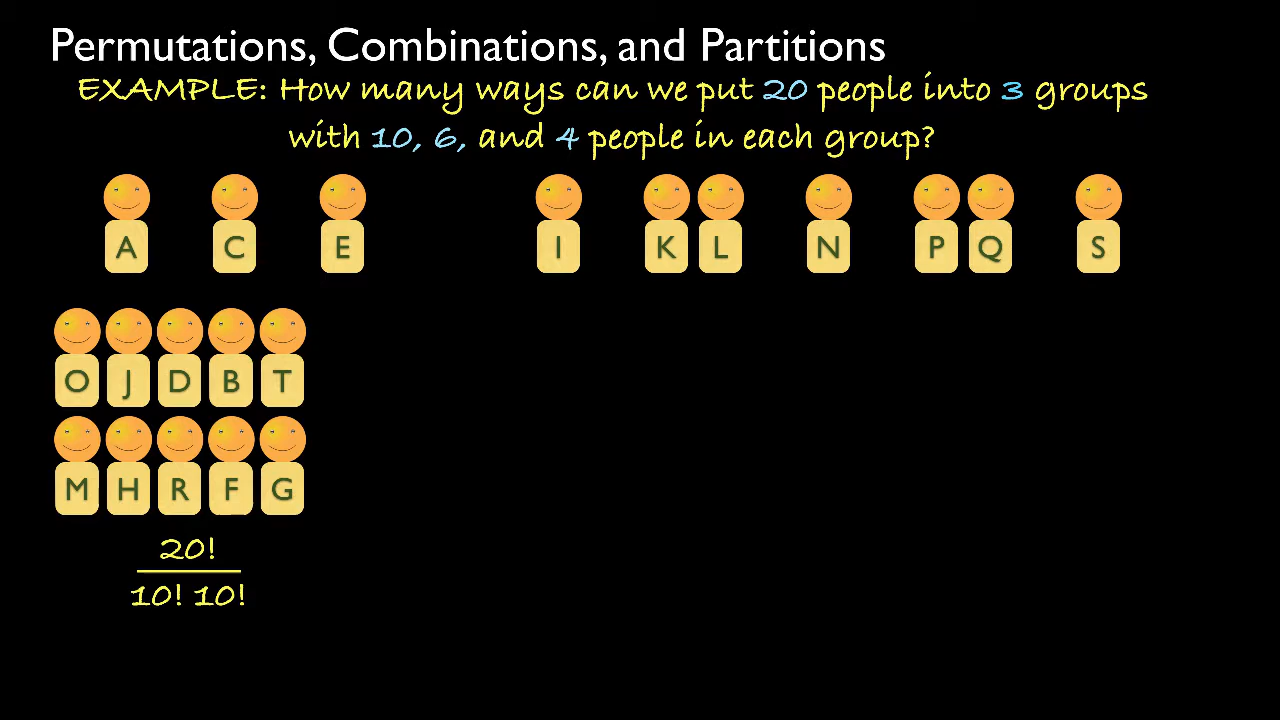 Permutations, Combinations, and Partitions
EXAMPLE: How many ways can we put 20 people into 3 groups
with 10, 6, and 4 people in each group?
A C E I K L N P Q S
O J D B T
M H R F G
20!
10! 10!